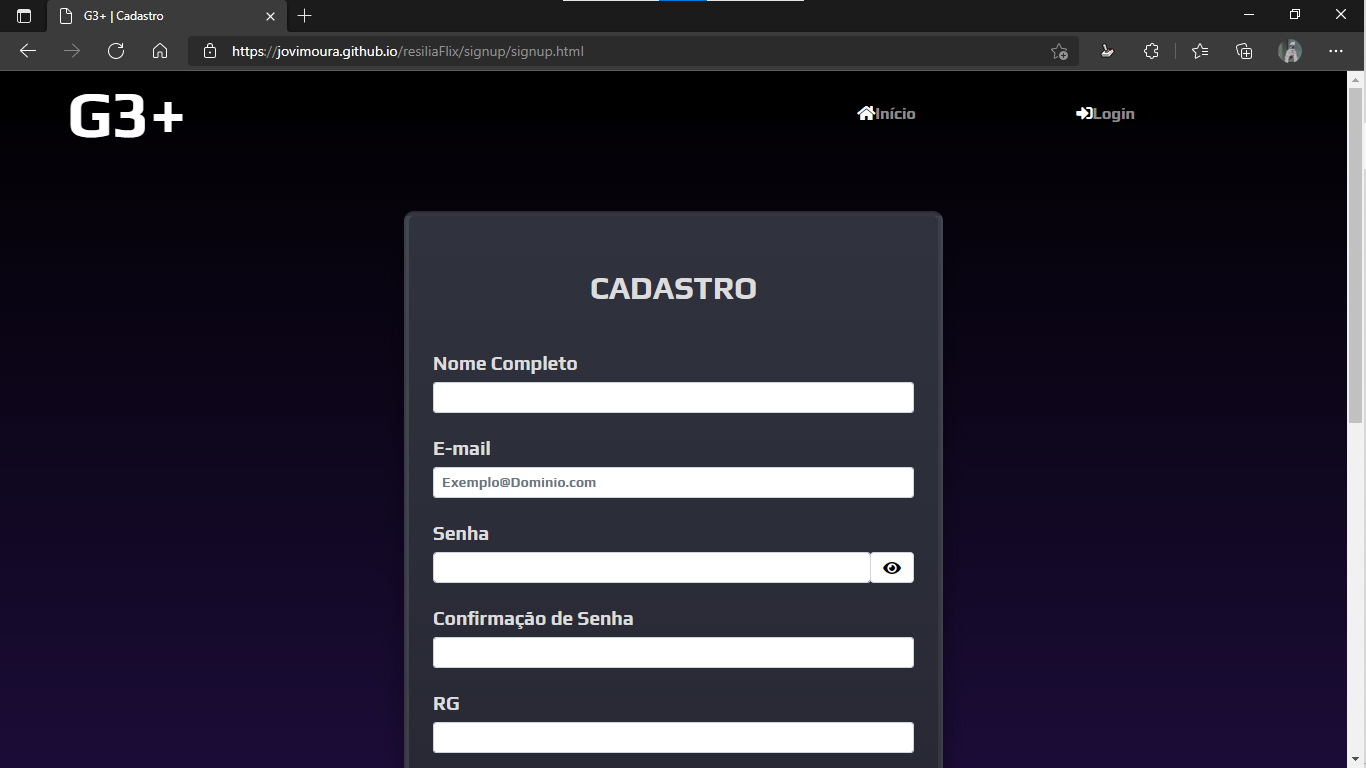 G3+ | Cadastro
https://jovimoura.github.io/resiliaFlix/signup/signup.html
G3+
Início
Login
CADASTRO
Nome Completo
E-mail
Exemplo@Dominio.com
Senha
Confirmação de Senha
RG